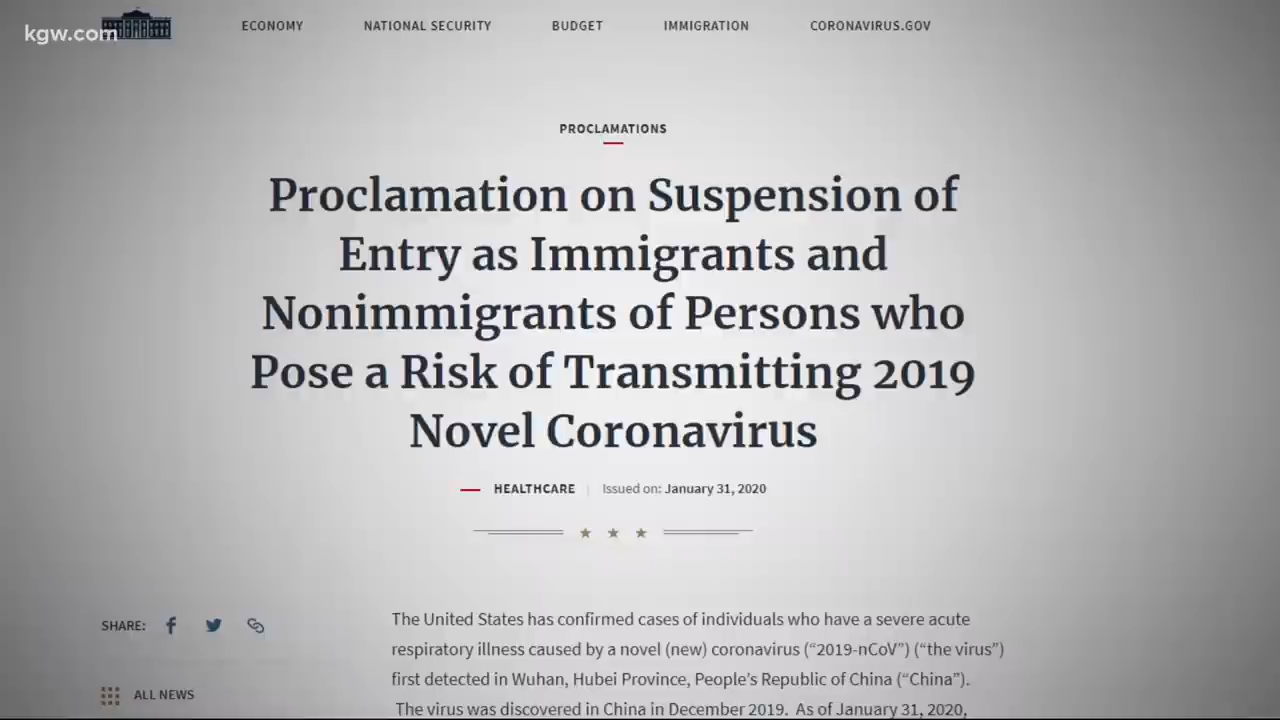 kgw.com
ECONOMY NATIONAL SECURITY BUDGET IMMIGRATION CORONAVIRUS.GOV
PROCLAMATIONS
Proclamation on Suspension of
Entry as Immigrants and
Nonimmigrants of Persons who
Pose a Risk of Transmitting 2019
Novel Coronavirus
HEALTHCARE Issued on: January 31, 2020
SHARE:
ALL NEWS
The United States has confirmed cases of individuals who have a severe acute
respiratory illness caused by a novel (new) coronavirus (“2019-nCoV”) (“the virus”)
first detected in Wuhan, Hubei Province, People’s Republic of China (“China”).
The virus was discovered in China in December 2019. As of January 31, 2020,